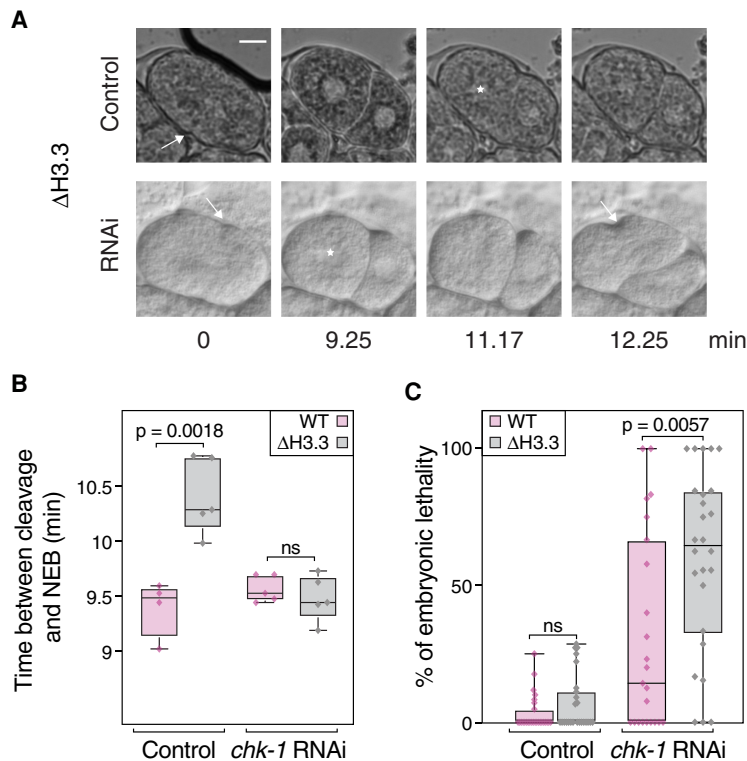 A
ΔH3.3
Control
RNAi
0 9.25 11.17 12.25 min
B
WT
ΔH3.3
p = 0.0018
ns
Time between cleavage
and NEB (min)
10.5
10
9.5
9
Control chk-1 RNAi
C
WT
ΔH3.3
p = 0.0057
ns
% of embryonic lethality
100
50
0
Control chk-1 RNAi